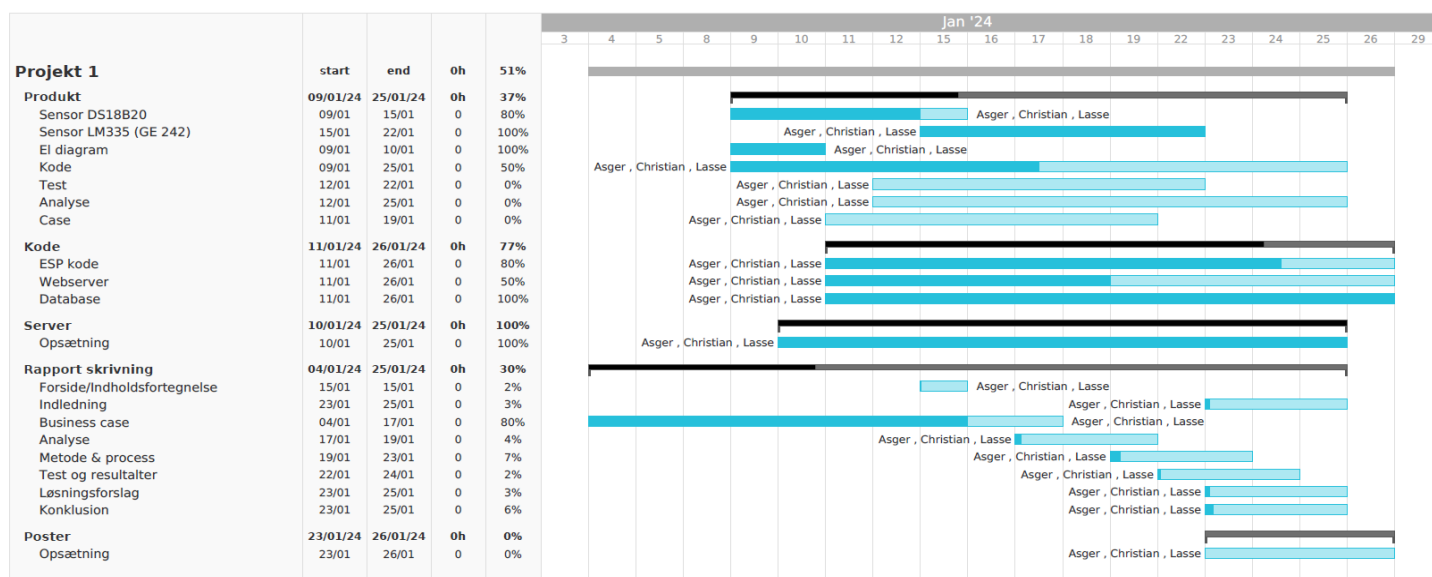 Jan '24
3 4 5 8 9 10 11 12 15 16 17 18 19 22 23 24 25 26 29
Projekt 1 start end 0h 51%
Produkt 09/01/24 25/01/24 0h 37%
Sensor DS18B20 09/01 15/01 0 80% Asger , Christian , Lasse
Sensor LM335 (GE 242) 15/01 22/01 0 100% Asger , Christian , Lasse
El diagram 09/01 10/01 0 100% Asger , Christian , Lasse
Kode 09/01 25/01 0 50% Asger , Christian , Lasse
Test 12/01 22/01 0 0% Asger , Christian , Lasse
Analyse 12/01 25/01 0 0% Asger , Christian , Lasse
Case 11/01 19/01 0 0% Asger , Christian , Lasse
Kode 11/01/24 26/01/24 0h 77%
ESP kode 11/01 26/01 0 80% Asger , Christian , Lasse
Webserver 11/01 26/01 0 50% Asger , Christian , Lasse
Database 11/01 26/01 0 100% Asger , Christian , Lasse
Server 10/01/24 25/01/24 0h 100%
Opsætning 10/01 25/01 0 100% Asger , Christian , Lasse
Rapport skrivning 04/01/24 25/01/24 0h 30%
Forside/Indholdsfortegnelse 15/01 15/01 0 2% Asger , Christian , Lasse
Indledning 23/01 25/01 0 3% Asger , Christian , Lasse
Business case 04/01 17/01 0 80% Asger , Christian , Lasse
Analyse 17/01 19/01 0 4% Asger , Christian , Lasse
Metode & process 19/01 23/01 0 7% Asger , Christian , Lasse
Test og resultalter 22/01 24/01 0 2% Asger , Christian , Lasse
Løsningsforslag 23/01 25/01 0 3% Asger , Christian , Lasse
Konklusion 23/01 25/01 0 6% Asger , Christian , Lasse
Poster 23/01/24 26/01/24 0h 0%
Opsætning 23/01 26/01 0 0% Asger , Christian , Lasse